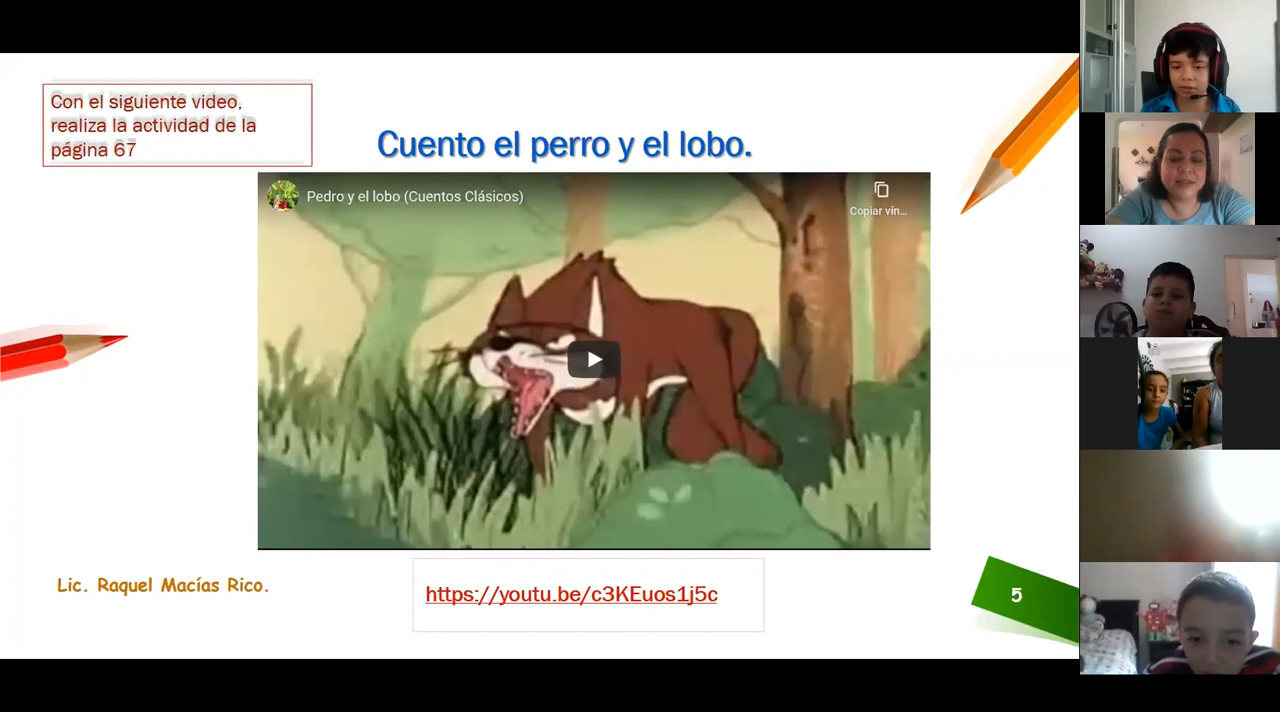 Con el siguiente video,
realiza la actividad de la
página 67
Cuento el perro y el lobo.
Pedro y el lobo (Cuentos Clásicos)
Copiar vín...
Lic. Raquel Macías Rico.
https://youtu.be/c3KEuos1j5c
5